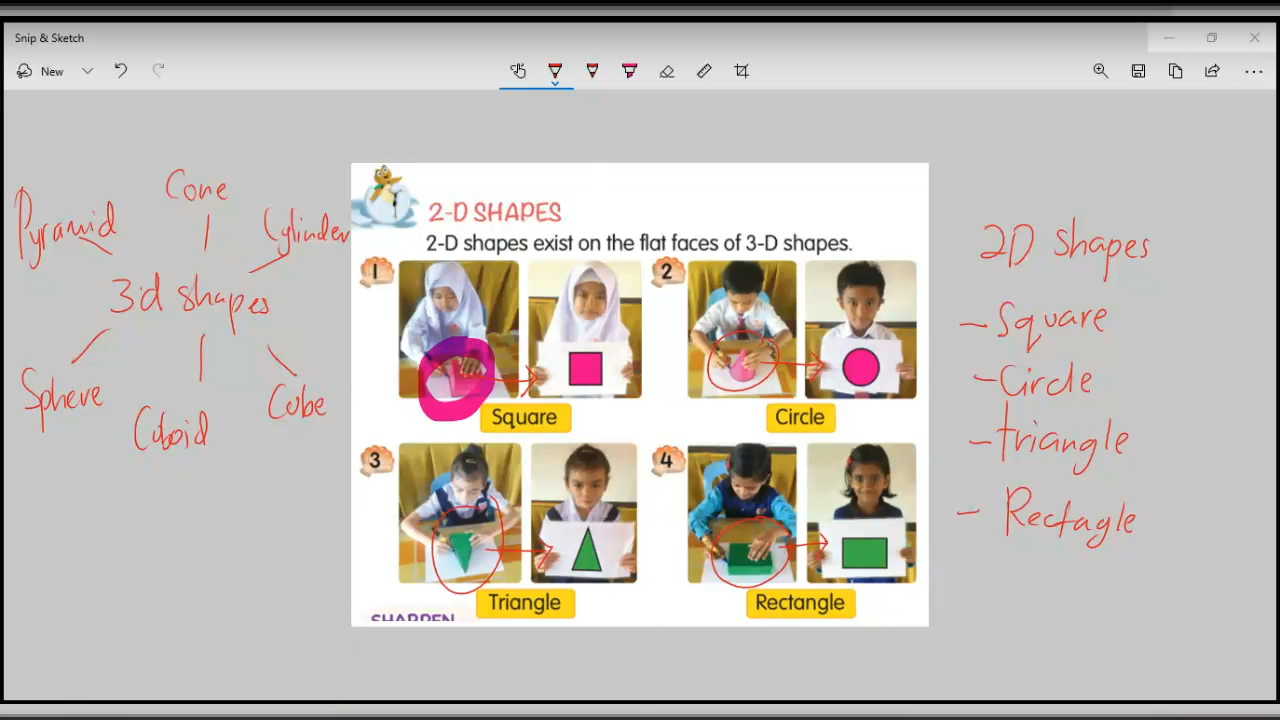 Snip & Sketch
New
Cone
Pyramid
Cylinder
3d shapes
Sphere
Cuboid
Cube
2-D SHAPES
2-D shapes exist on the flat faces of 3-D shapes.
1
2
Square
Circle
3
4
Triangle
Rectangle
SHARPEN
2D shapes
- Square
- Circle
- triangle
- Rectagle